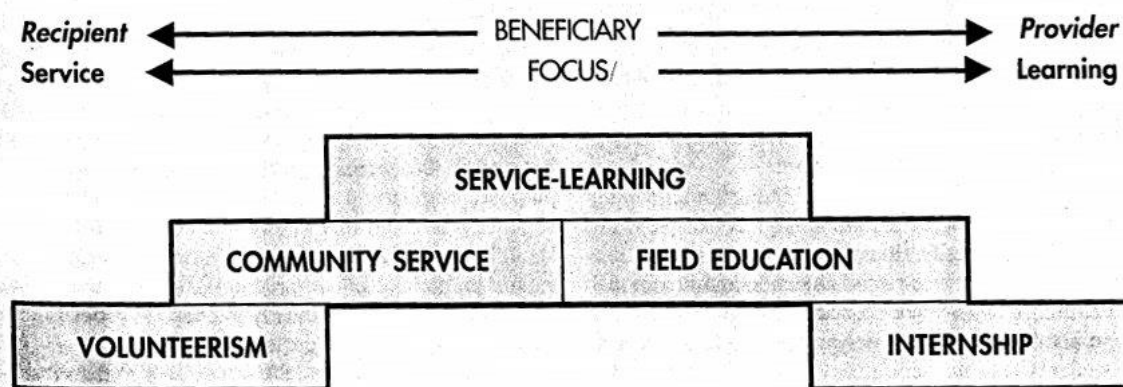 Recipient BENEFICIARY Provider
Service FOCUS/ Learning
SERVICE-LEARNING
COMMUNITY SERVICE FIELD EDUCATION
VOLUNTEERISM INTERNSHIP